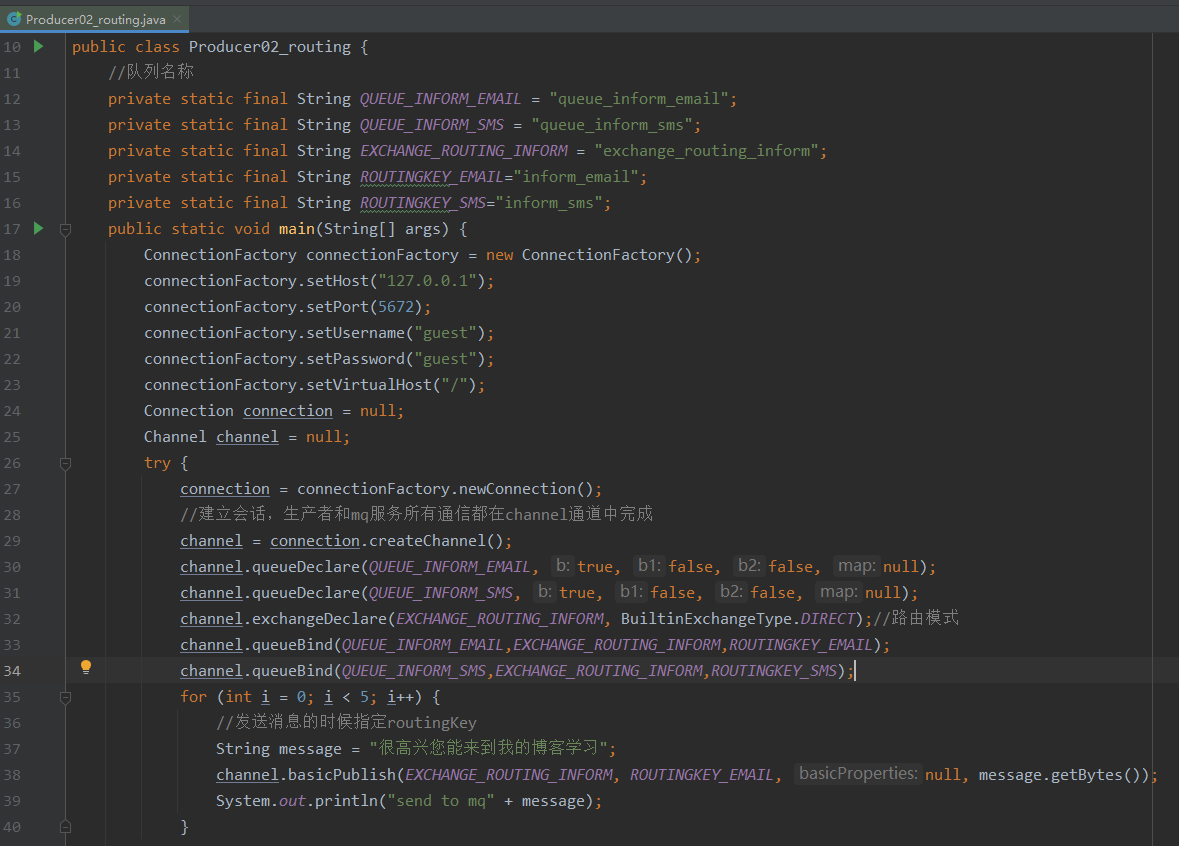 Producer02_routing.java
10 public class Producer02_routing {
11 //队列名称
12 private static final String QUEUE_INFORM_EMAIL = "queue_inform_email";
13 private static final String QUEUE_INFORM_SMS = "queue_inform_sms";
14 private static final String EXCHANGE_ROUTING_INFORM = "exchange_routing_inform";
15 private static final String ROUTINGKEY_EMAIL="inform_email";
16 private static final String ROUTINGKEY_SMS="inform_sms";
17 public static void main(String[] args) {
18 ConnectionFactory connectionFactory = new ConnectionFactory();
19 connectionFactory.setHost("127.0.0.1");
20 connectionFactory.setPort(5672);
21 connectionFactory.setUsername("guest");
22 connectionFactory.setPassword("guest");
23 connectionFactory.setVirtualHost("/");
24 Connection connection = null;
25 Channel channel = null;
26 try {
27 connection = connectionFactory.newConnection();
28 //建立会话，生产者和mq服务所有通信都在channel通道中完成
29 channel = connection.createChannel();
30 channel.queueDeclare(QUEUE_INFORM_EMAIL, b: true, b1: false, b2: false, map: null);
31 channel.queueDeclare(QUEUE_INFORM_SMS, b: true, b1: false, b2: false, map: null);
32 channel.exchangeDeclare(EXCHANGE_ROUTING_INFORM, BuiltinExchangeType.DIRECT);//路由模式
33 channel.queueBind(QUEUE_INFORM_EMAIL,EXCHANGE_ROUTING_INFORM,ROUTINGKEY_EMAIL);
34 channel.queueBind(QUEUE_INFORM_SMS,EXCHANGE_ROUTING_INFORM,ROUTINGKEY_SMS);
35 for (int i = 0; i < 5; i++) {
36 //发送消息的时候指定routingKey
37 String message = "很高兴您能来到我的博客学习";
38 channel.basicPublish(EXCHANGE_ROUTING_INFORM, ROUTINGKEY_EMAIL, basicProperties: null, message.getBytes());
39 System.out.println("send to mq" + message);
40 }